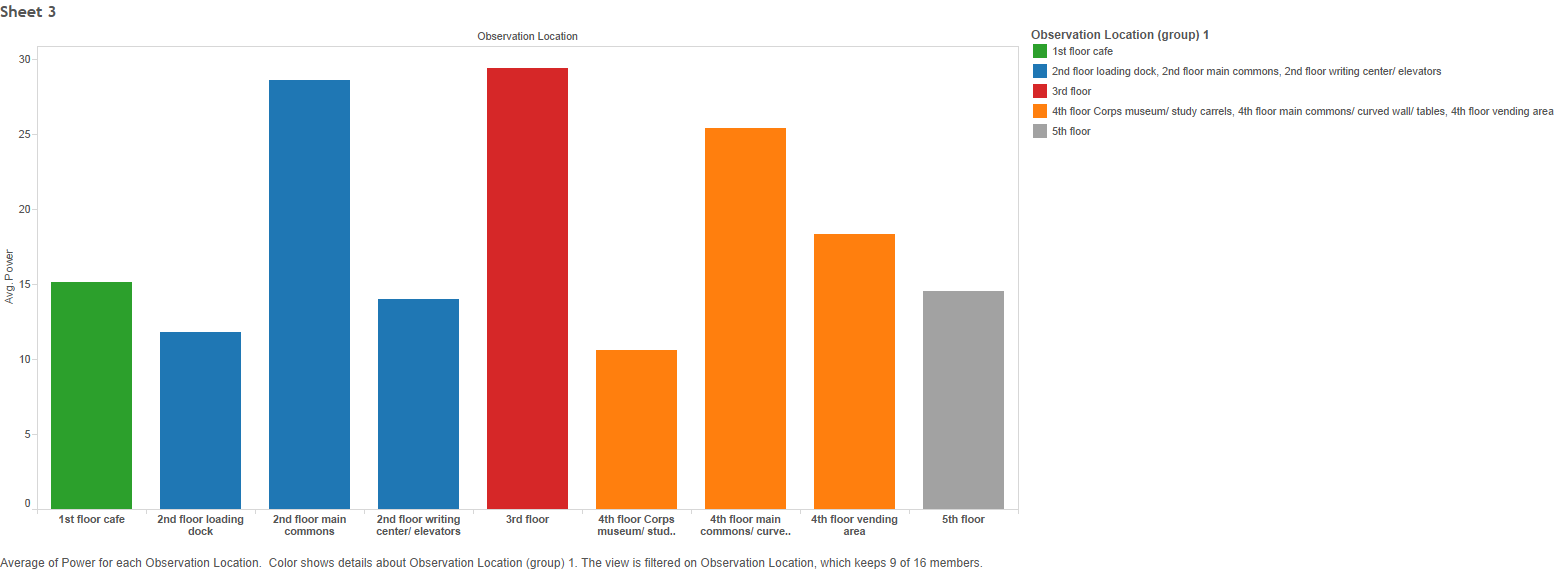 Sheet 3
Observation Location
30
25
20
15
10
5
0
Avg. Power
1st floor cafe
2nd floor loading
dock
2nd floor main
commons
2nd floor writing
center/ elevators
3rd floor
4th floor Corps
museum/ stud..
4th floor main
commons/ curve..
4th floor vending
area
5th floor
Observation Location (group) 1
1st floor cafe
2nd floor loading dock, 2nd floor main commons, 2nd floor writing center/ elevators
3rd floor
4th floor Corps museum/ study carrels, 4th floor main commons/ curved wall/ tables, 4th floor vending area
5th floor
Average of Power for each Observation Location.  Color shows details about Observation Location (group) 1. The view is filtered on Observation Location, which keeps 9 of 16 members.